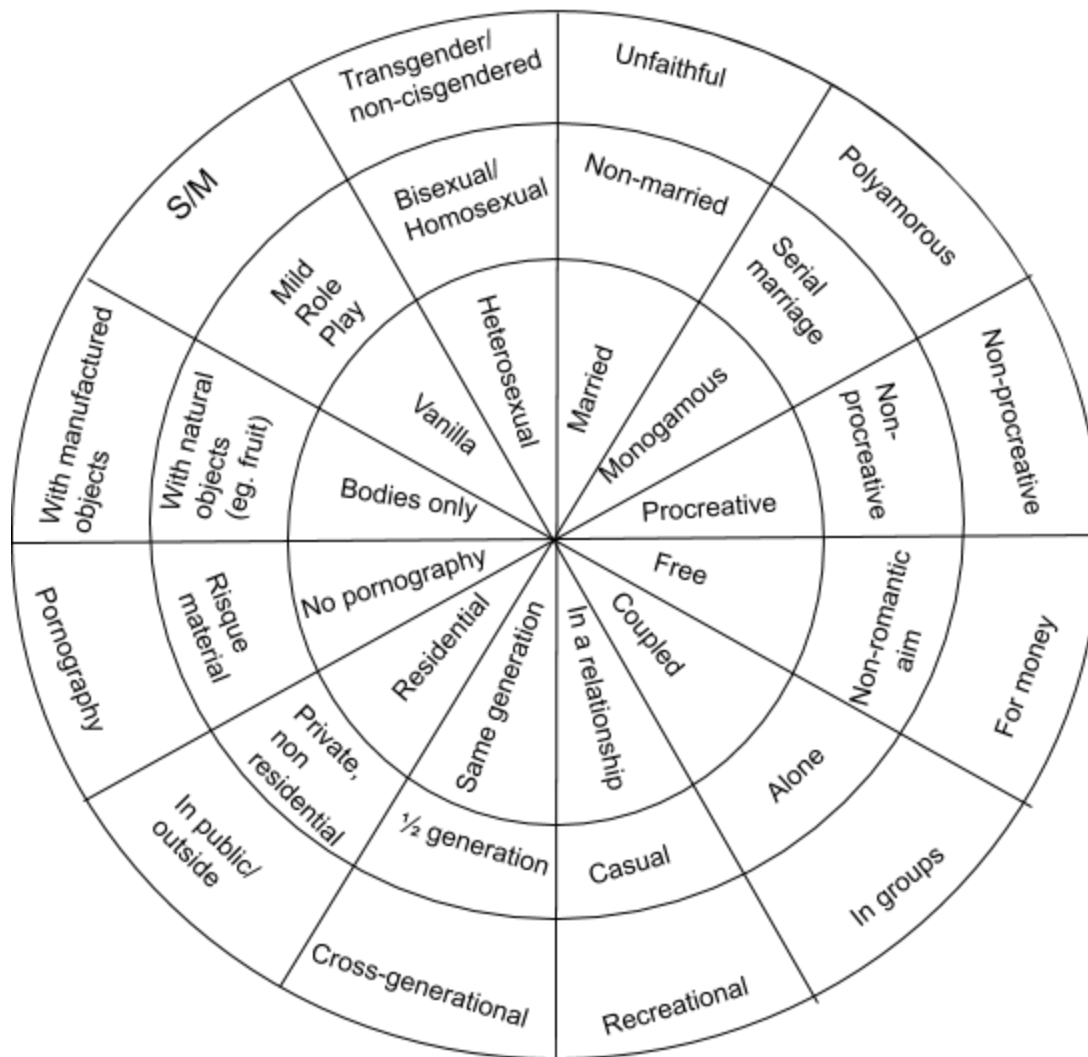 Transgender/
non-cisgendered
Unfaithful
Polyamorous
Non-procreative
For money
In groups
Recreational
Cross-generational
In public/
outside
Pornography
With manufactured
objects
S/M
Bisexual/
Homosexual
Non-married
Serial
marriage
Non-
procreative
Non-romantic
aim
Alone
Casual
½ generation
Private,
non
residential
Risque
material
With natural
objects
(eg. fruit)
Mild
Role
Play
Heterosexual
Married
Monogamous
Procreative
Free
Coupled
In a relationship
Same generation
Residential
No pornography
Bodies only
Vanilla